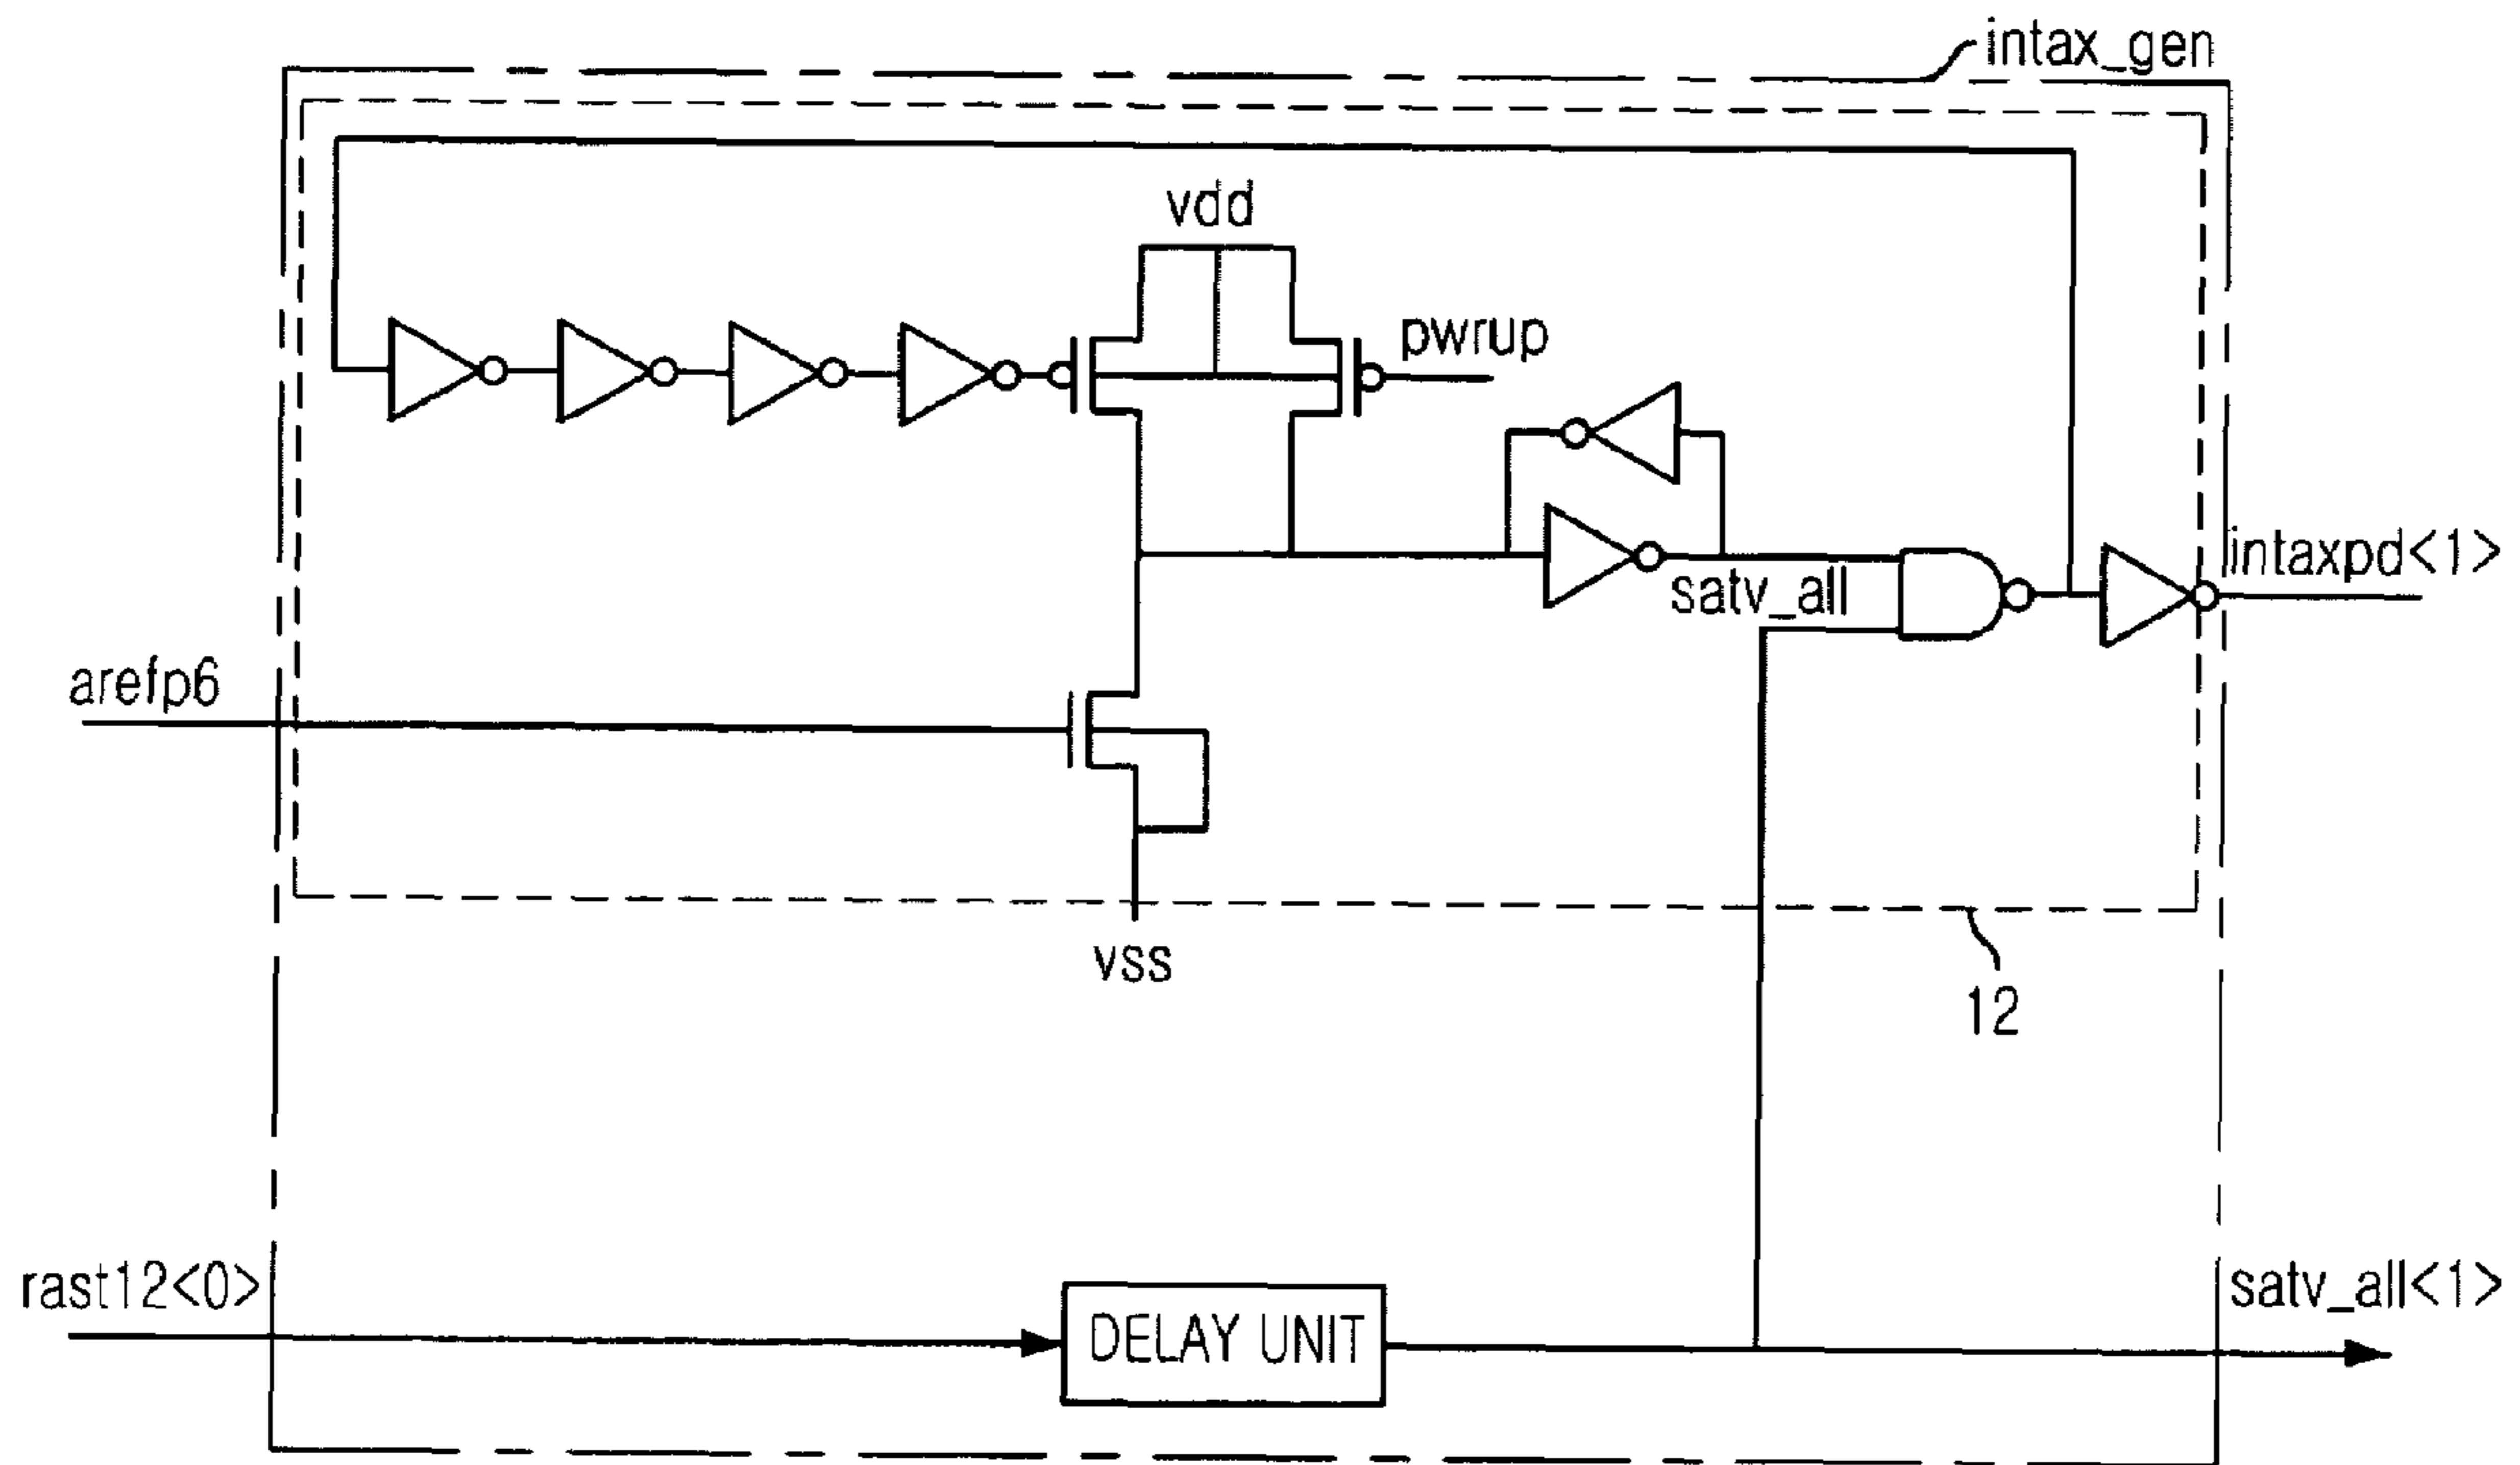 intax_gen
vdd
pwrup
intaxpd<1>
satv_all
arefp6
vss
12
rast12<0>
DELAY UNIT
satv_all<1>